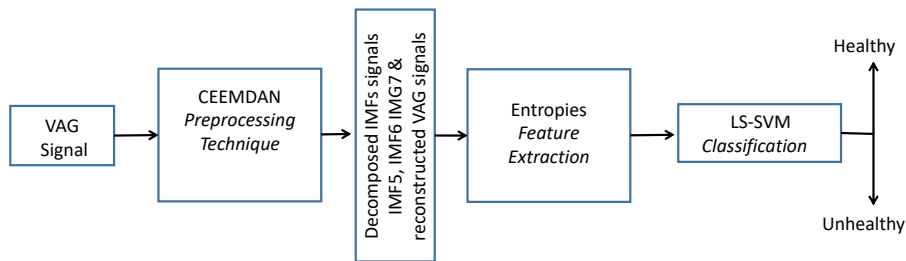 VAG
Signal
CEEMDAN
Preprocessing
Technique
Decomposed IMFs signals
IMF5, IMF6 IMG7 &
reconstructed VAG signals
Entropies
Feature
Extraction
LS-SVM
Classification
Healthy
Unhealthy